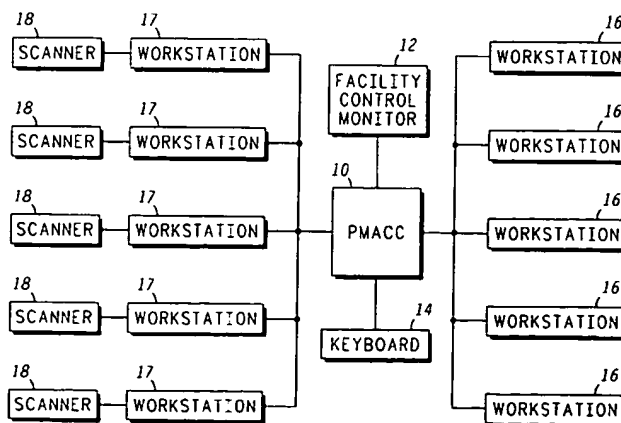 18 17 16
SCANNER WORKSTATION WORKSTATION
12
FACILITY
CONTROL
MONITOR
18 17 16
SCANNER WORKSTATION WORKSTATION
10
18 17 16
SCANNER WORKSTATION PMACC WORKSTATION
18 17 14 16
SCANNER WORKSTATION KEYBOARD WORKSTATION
18 17 16
SCANNER WORKSTATION WORKSTATION